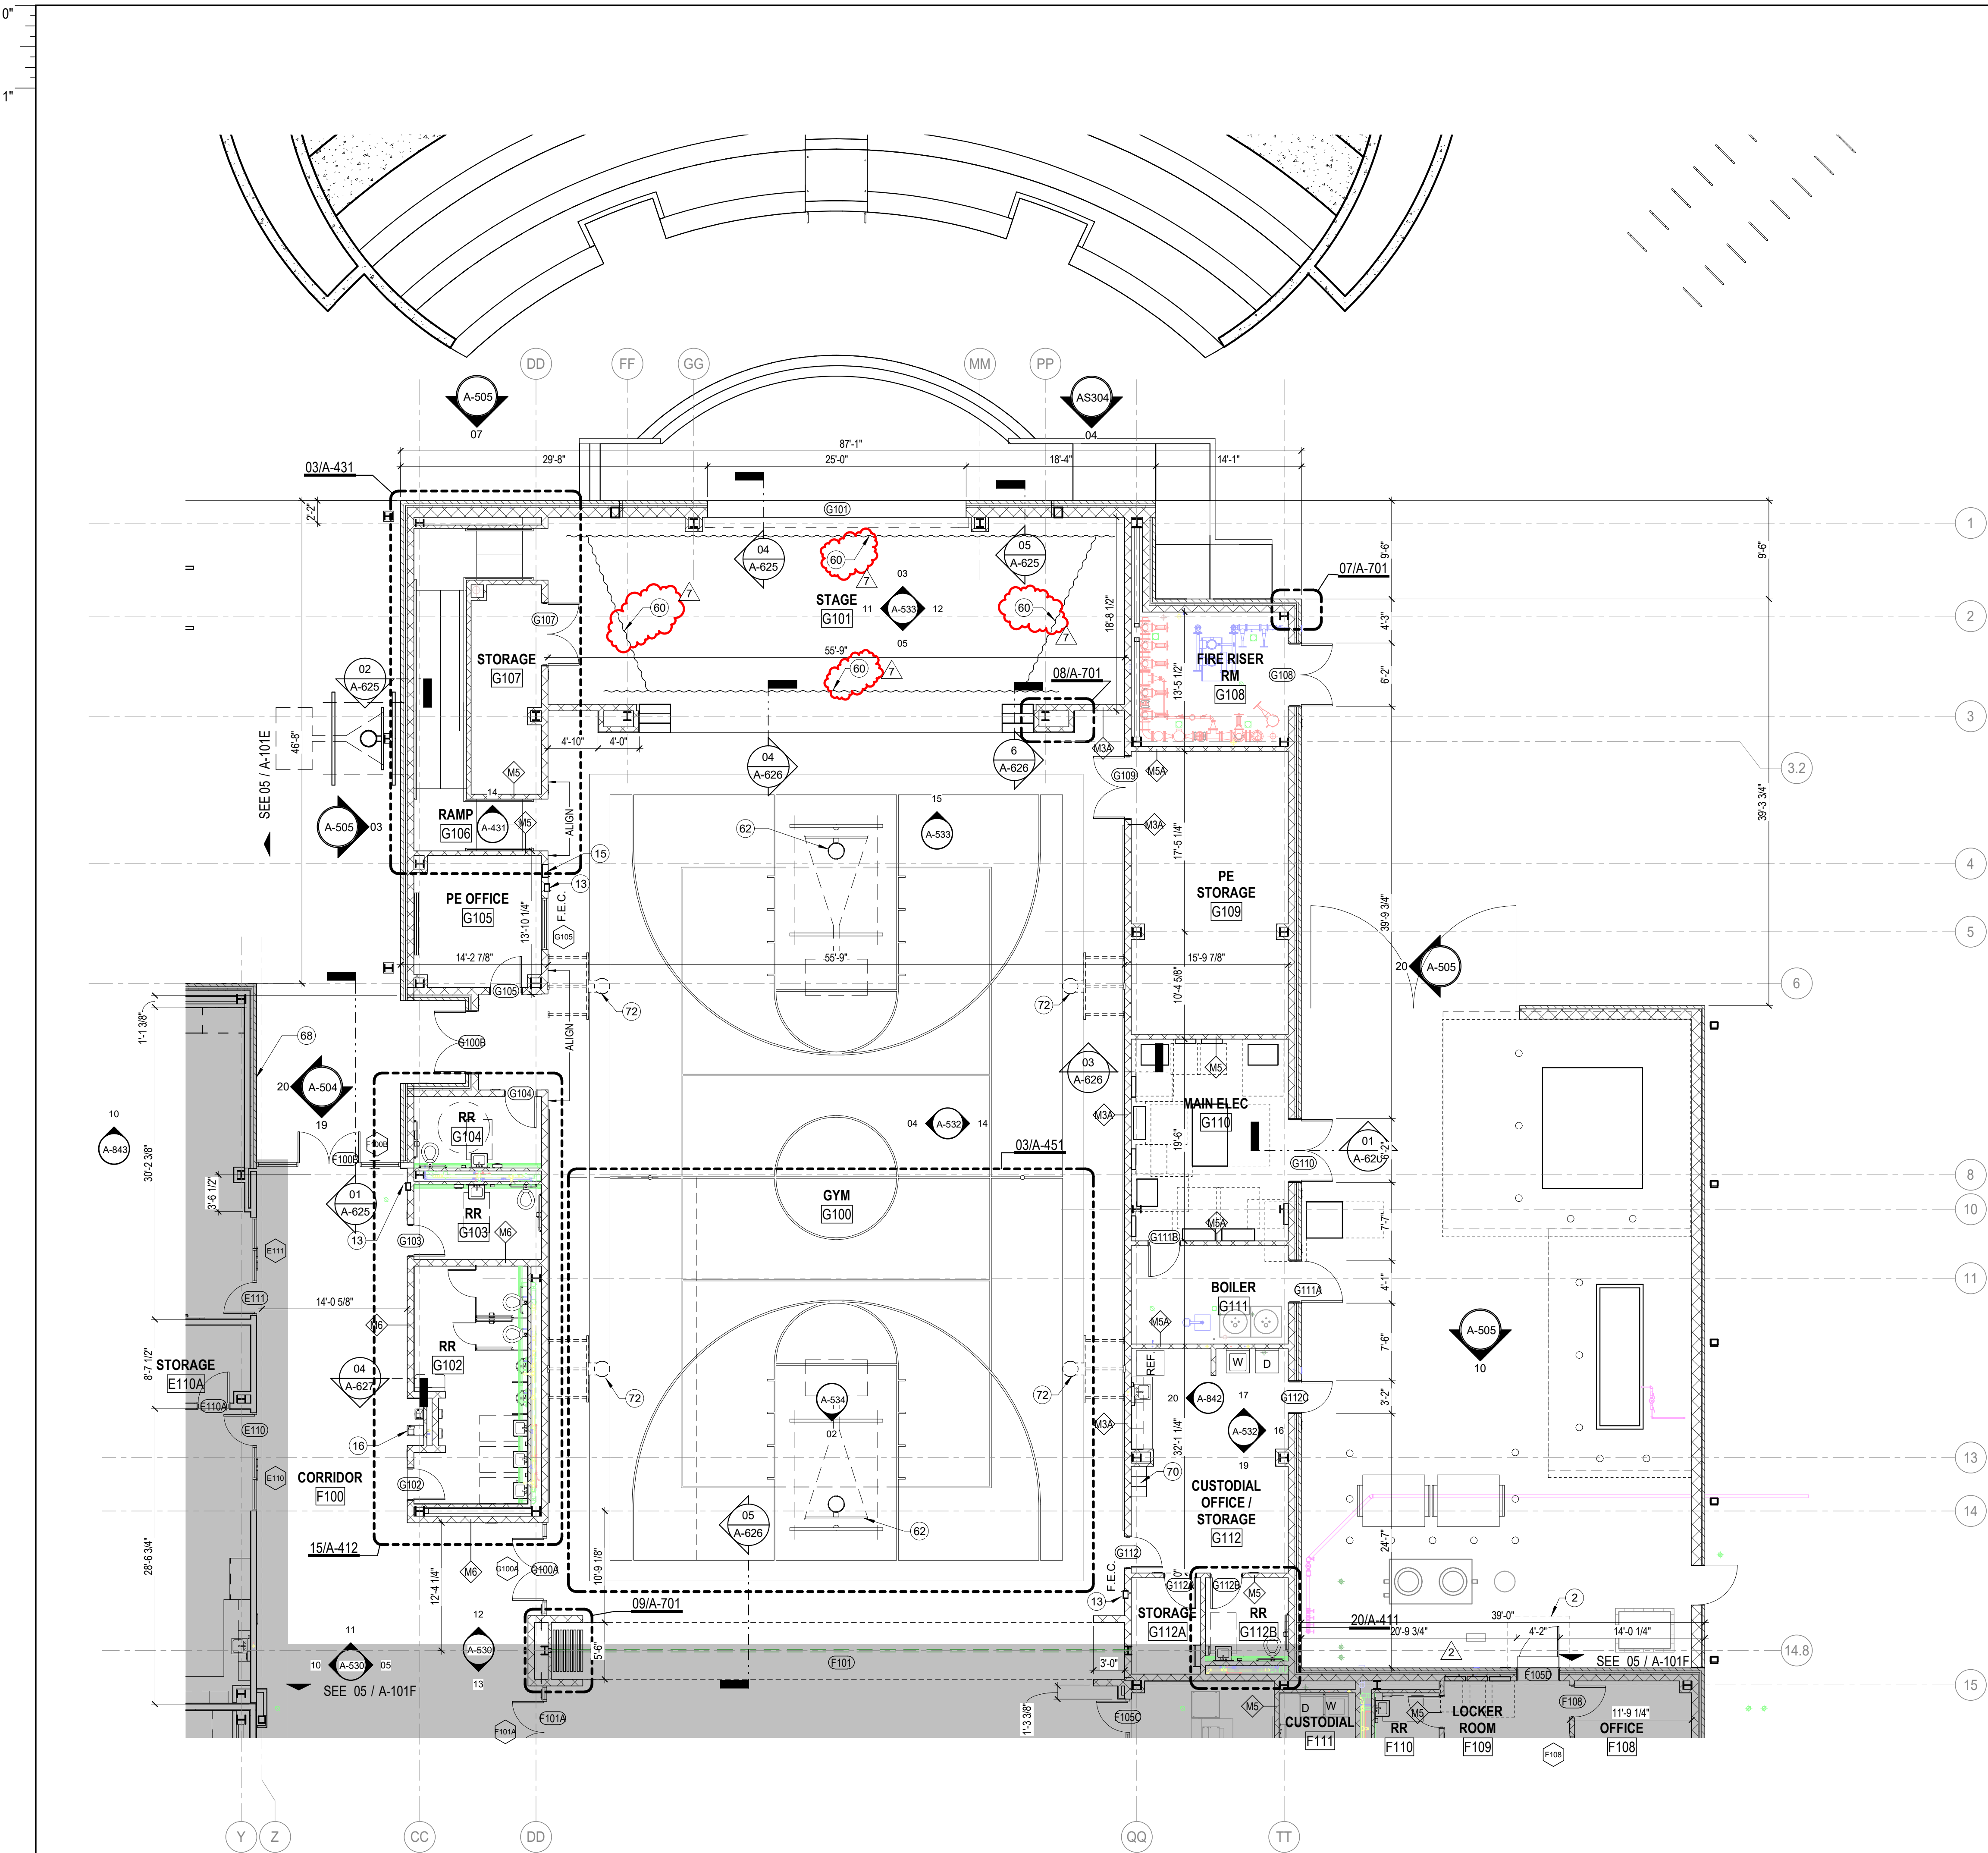 0"
1"
DD
FF
GG
MM
PP
A-505
07
AS304
04
87'-1"
03/A-431
29'-8"
25'-0"
18'-4"
14'-1"
2'-2"
G101
1
04
A-625
60
7
05
A-625
9'-6"
9'-6"
07/A-701
60
7
03
STAGE
G101
11
A-533
12
05
60
7
18'-8 1/2"
4'-3"
2
G107
STORAGE
G107
55'-9"
60
7
08/A-701
FIRE RISER
RM
G108
13'-5 1/2"
G108
6'-2"
02
A-625
3
SEE 05 / A-101E
46'-8"
4'-10"
4'-0"
04
A-626
6
A-626
M3A
G109
M5A
3.2
M5
14
RAMP
G106
A-431
M5
ALIGN
A-505
03
62
15
A-533
M3A
17'-5 1/4"
39'-3 3/4"
15
13
4
PE OFFICE
G105
F.E.C.
G105
13'-10 1/4"
PE
STORAGE
G109
39'-9 3/4"
5
14'-2 7/8"
55'-9"
15'-9 7/8"
20
A-505
G105
72
72
10'-4 5/8"
6
1'-1 3/8"
68
G100B
ALIGN
20
A-504
19
G104
03
A-626
M5
10
A-843
RR
G104
F100B
F100B
04
A-532
14
M3A
MAIN ELEC
G110
19'-6"
03/A-451
01
A-626
G110
30'-2 3/8"
3'-6 1/2"
8
01
A-625
13
RR
G103
M6
G103
GYM
G100
10
M5A
G111B
7'-7"
E111
E111
14'-0 5/8"
BOILER
G111
G111A
4'-1"
11
M6
M5A
A-505
10
7'-6"
STORAGE
E110A
8'-7 1/2"
RR
G102
REF.
W
D
04
A-627
72
72
A-534
02
20
A-842
17
G112C
3'-2"
E110A
E110
16
M3A
A-532
16
19
32'-1 1/4"
E110
CORRIDOR
F100
G102
70
13
CUSTODIAL
OFFICE /
STORAGE
G112
05
A-626
62
14
15/A-412
28'-6 3/4"
M6
12'-4 1/4"
G100A
G100A
10'-9 1/8"
G112
24'-7"
F.E.C.
13
G112A
G112B
M5
09/A-701
STORAGE
G112A
RR
G112B
20/A-411
2
39'-0"
20'-9 3/4"
4'-2"
14'-0 1/4"
2
12
A-530
13
11
10
A-530
05
5'-6"
F101
3'-0"
SEE 05 / A-101F
14.8
SEE 05 / A-101F
F105D
15
F101A
F101A
1'-3 3/8"
F105C
M5
D
W
CUSTODIAL
F111
M5
RR
F110
LOCKER
ROOM
F109
F108
11'-9 1/4"
OFFICE
F108
F108
Y
Z
CC
DD
QQ
TT